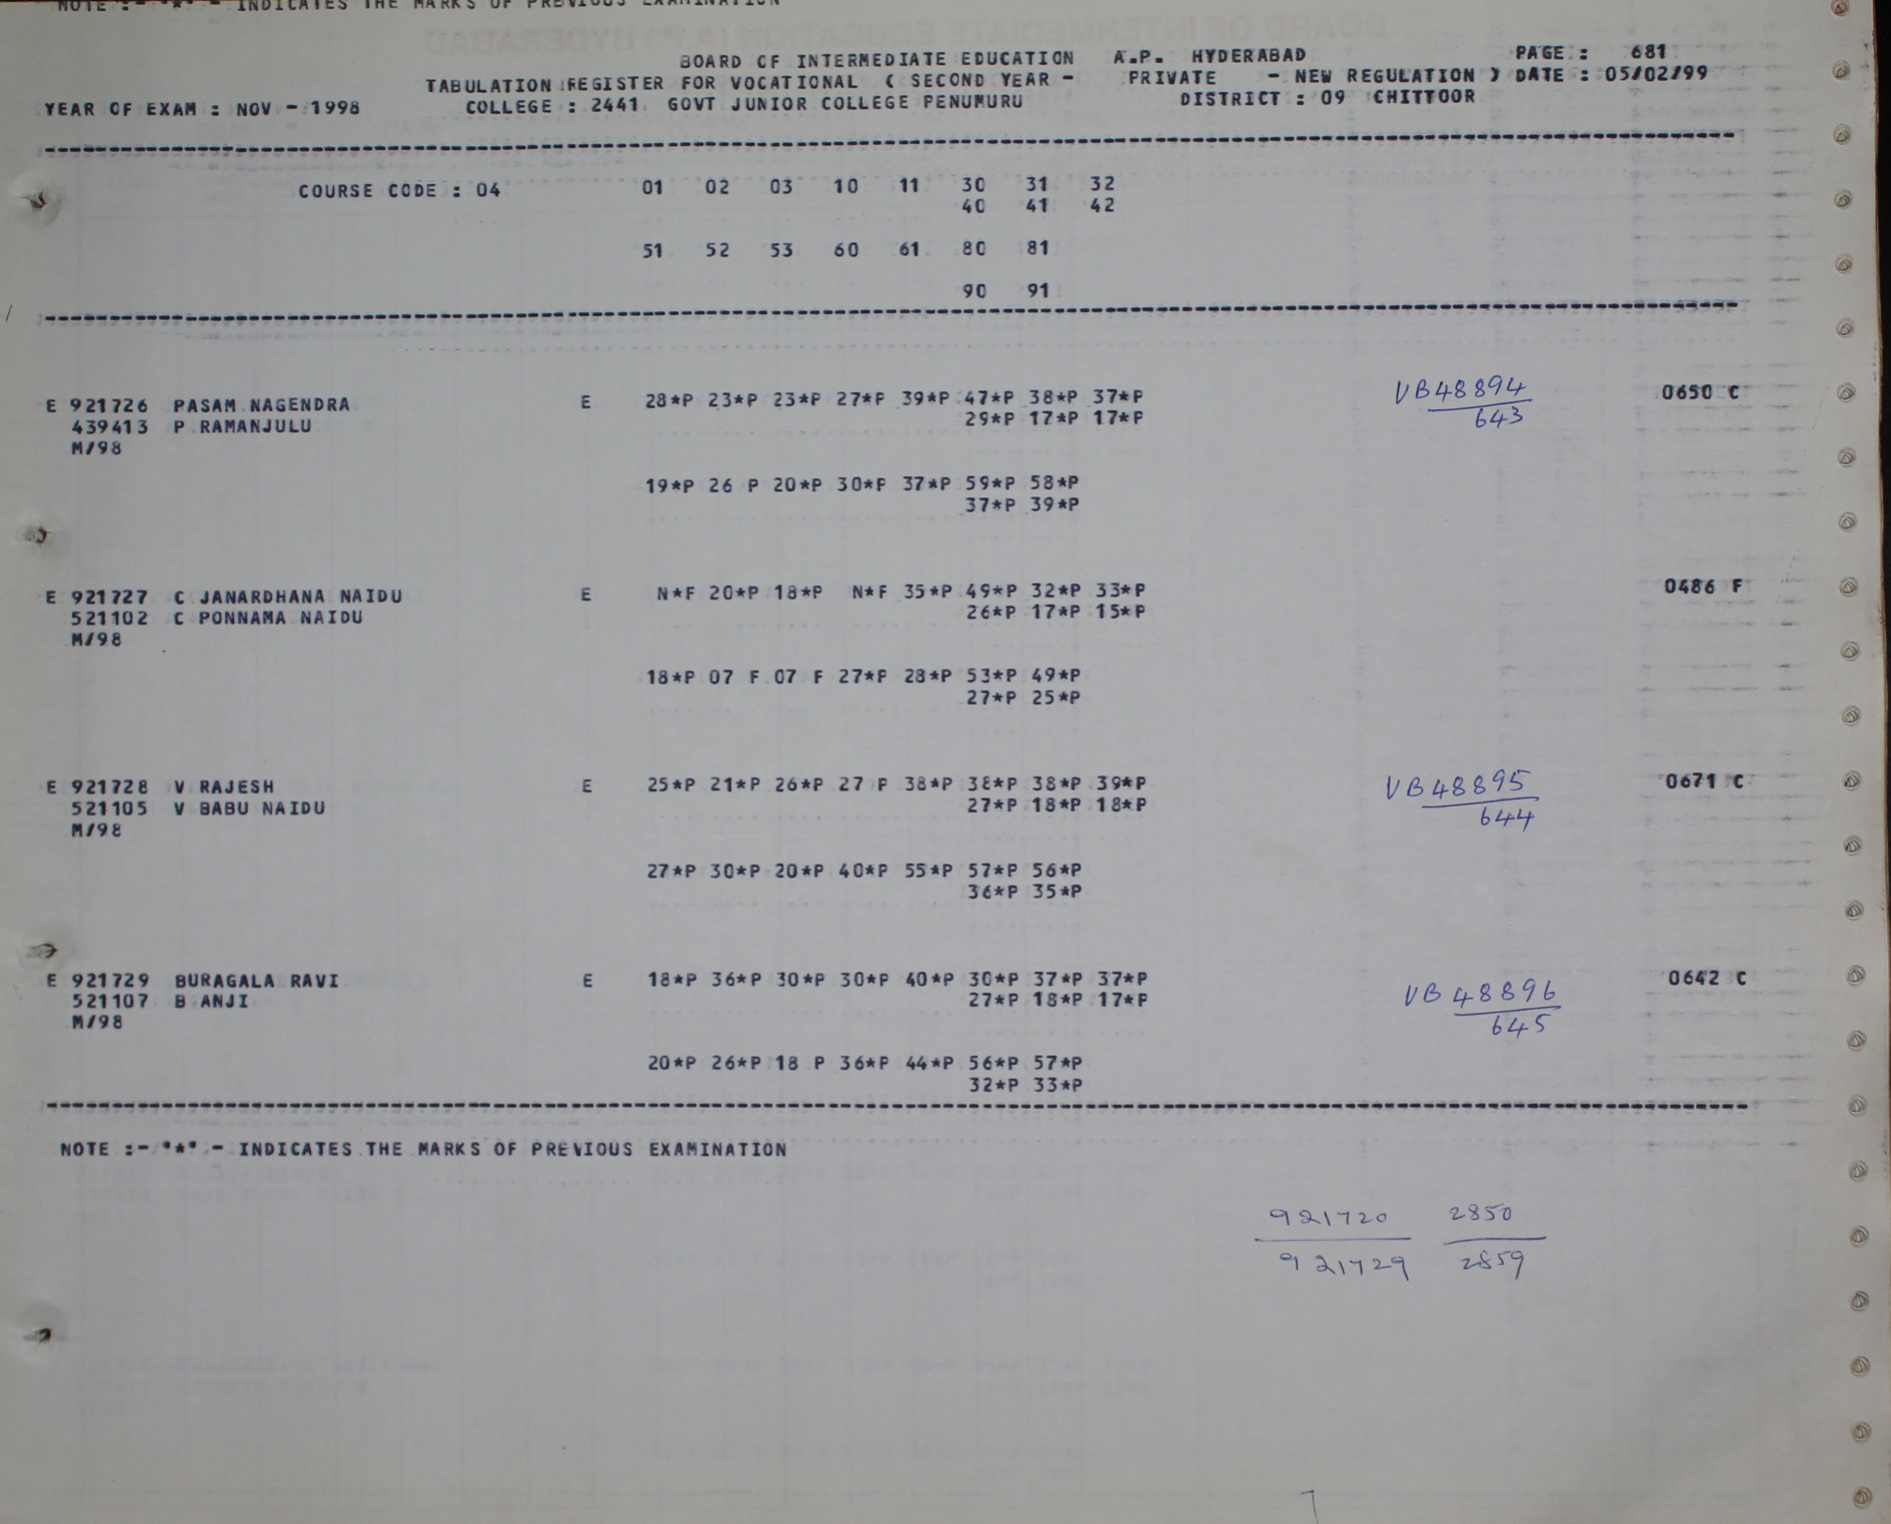 NOTE :- "*" - INDICATES THE MARKS OF PREVIOUS EXAMINATION
BOARD OF INTERMEDIATE EDUCATION A.P. HYDERABAD PAGE : 681
TABULATION REGISTER FOR VOCATIONAL ( SECOND YEAR - PRIVATE - NEW REGULATION ) DATE : 05/02/99
YEAR OF EXAM : NOV - 1998 COLLEGE : 2441 GOVT JUNIOR COLLEGE PENUMURU DISTRICT : 09 CHITTOOR
COURSE CODE : 04 01 02 03 10 11 30 31 32
40 41 42
51 52 53 60 61 80 81
90 91
E 921726 PASAM NAGENDRA E 28*P 23*P 23*P 27*P 39*P 47*P 38*P 37*P VB48894 0650 C
439413 P RAMANJULU 29*P 17*P 17*P 643
M/98
19*P 26 P 20*P 30*P 37*P 59*P 58*P
37*P 39*P
E 921727 C JANARDHANA NAIDU E N*F 20*P 18*P N*F 35*P 49*P 32*P 33*P 0486 F
521102 C PONNAMA NAIDU 26*P 17*P 15*P
M/98
18*P 07 F 07 F 27*P 28*P 53*P 49*P
27*P 25*P
E 921728 V RAJESH E 25*P 21*P 26*P 27 P 38*P 38*P 38*P 39*P VB48895 0671 C
521105 V BABU NAIDU 27*P 18*P 18*P 644
M/98
27*P 30*P 20*P 40*P 55*P 57*P 56*P
36*P 35*P
E 921729 BURAGALA RAVI E 18*P 36*P 30*P 30*P 40*P 30*P 37*P 37*P VB 48896 0642 C
521107 B ANJI 27*P 18*P 17*P 645
M/98
20*P 26*P 18 P 36*P 44*P 56*P 57*P
32*P 33*P
NOTE :- "*" - INDICATES THE MARKS OF PREVIOUS EXAMINATION
921720 2850
921729 2859